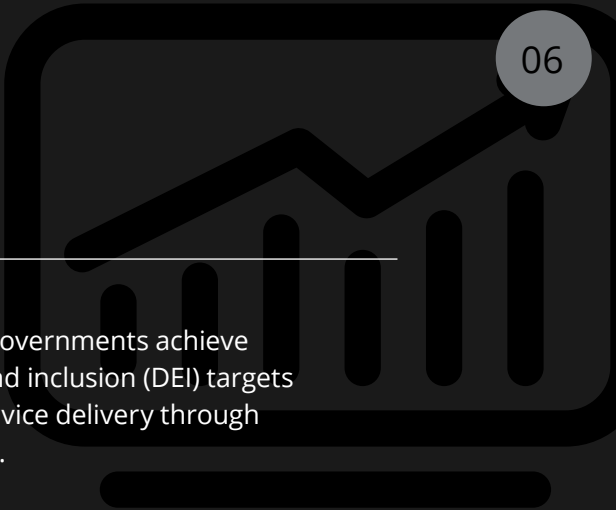 06
overnments achieve
nd inclusion (DEI) targets
vice delivery through
.